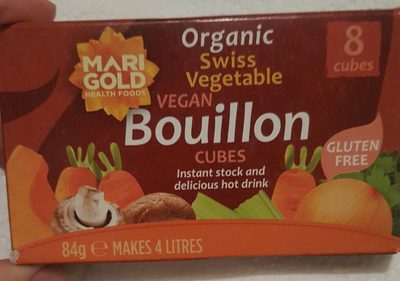 MARI
GOLD
HEALTH FOODS
Organic
Swiss
Vegetable
VEGAN
Bouillon
CUBES
Instant stock and
delicious hot drink
8
cubes
GLUTEN
FREE
84g e MAKES 4 LITRES